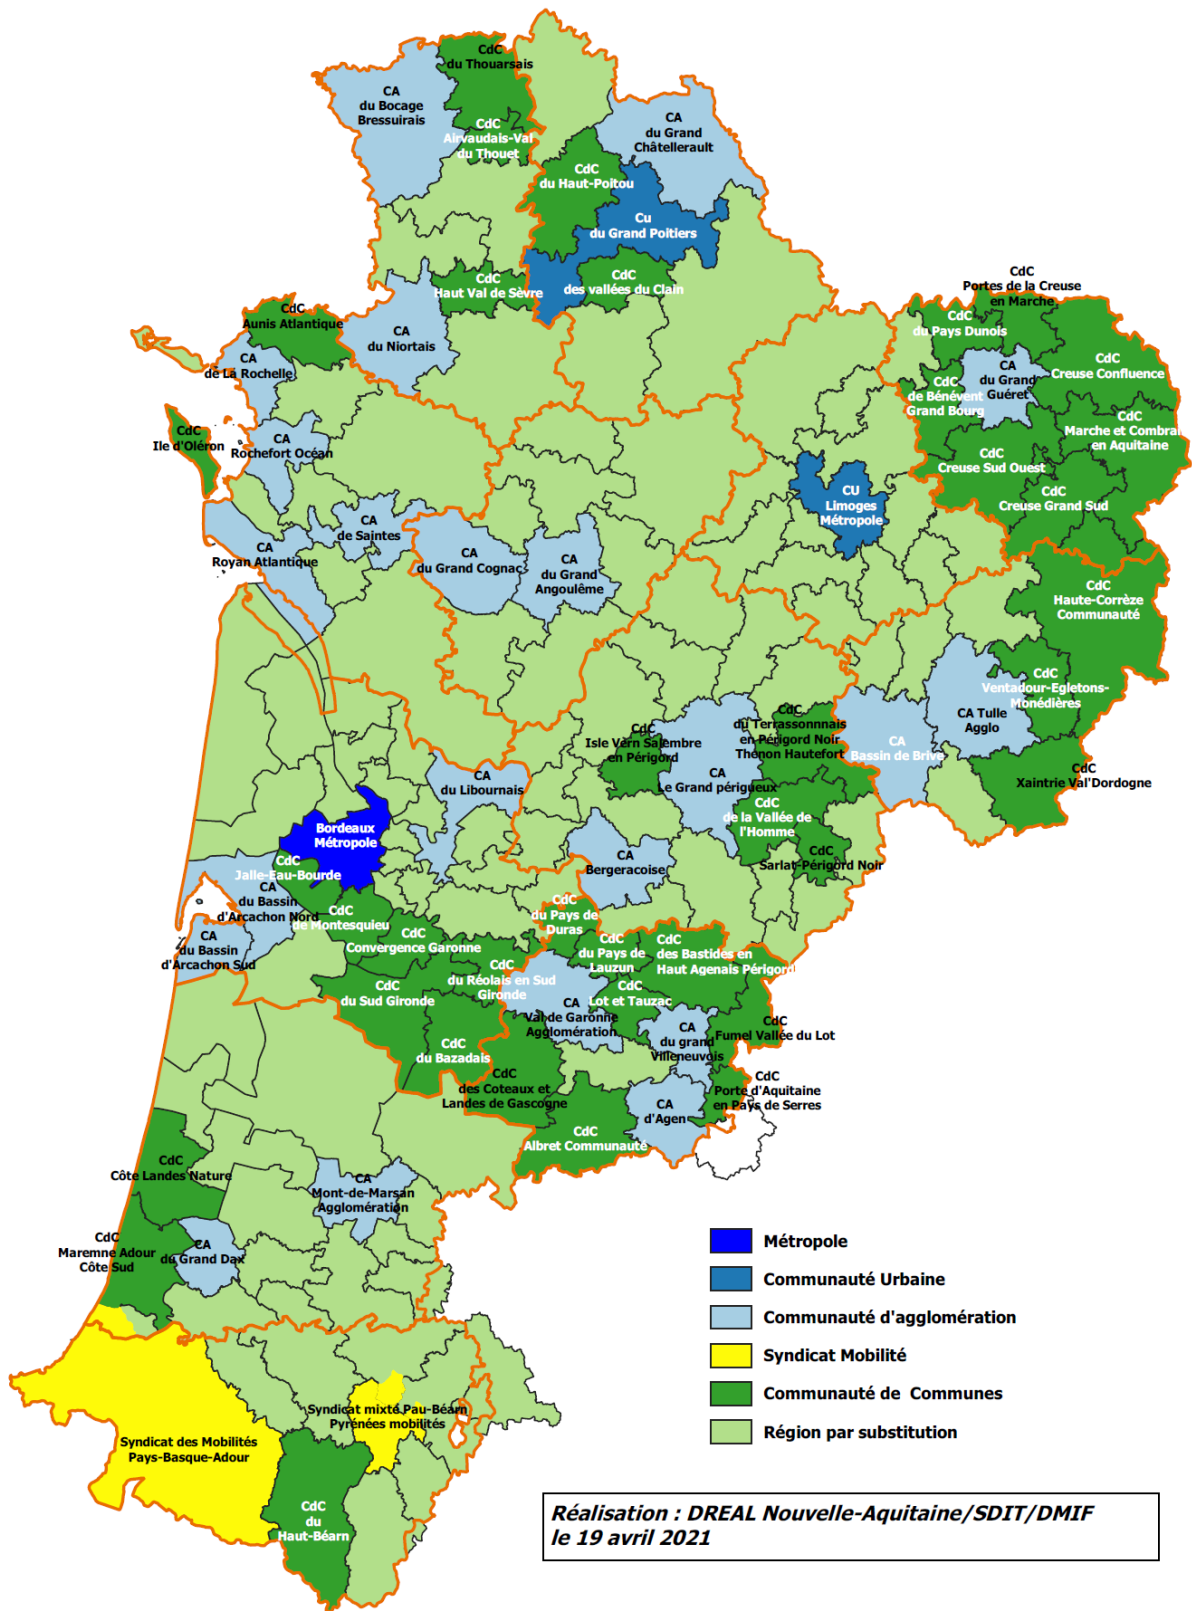 CdC
du Thouarsais
CA
du Bocage
Bressuirais
CdC
Airvaudais-Val
du Thouet
CA
du Grand
Châtellerault
CdC
du Haut-Poitou
Cu
du Grand Poitiers
CdC
Haut Val de Sèvre
CdC
des vallées du Clain
CdC
Portes de la Creuse
en Marche
CdC
du Pays Dunois
CdC
Aunis Atlantique
CA
du Niortais
CA
de La Rochelle
CdC
Creuse Confluence
CA
du Grand
Guéret
CdC
de Bénévent
Grand Bourg
CdC
Ile d'Oléron
CA
Rochefort Océan
CdC
Marche et Combrai
en Aquitaine
CdC
Creuse Sud Ouest
CU
Limoges
Métropole
CdC
Creuse Grand Sud
CA
de Saintes
CA
Royan Atlantique
CA
du Grand Cognac
CA
du Grand
Angoulême
CdC
Haute-Corrèze
Communauté
CdC
Ventadour-Egletons-
Monédières
CA Tulle
Agglo
CdC
du Terrassonnnais
en Périgord Noir
Thénon Hautefort
CdC
Isle Vern Salembre
en Périgord
CA
Bassin de Brive
CA
Le Grand périgueux
CdC
Xaintrie Val'Dordogne
CA
du Libournais
CdC
de la Vallée de
l'Homme
Bordeaux
Métropole
CdC
Sarlat-Périgord Noir
CdC
Jalle-Eau-Bourde
CA
Bergeracoise
CA
du Bassin
d'Arcachon Nord
CdC
de Montesquieu
CdC
du Pays de
Duras
CA
du Bassin
d'Arcachon Sud
CdC
Convergence Garonne
CdC
du Pays de
Lauzun
CdC
des Bastides en
Haut Agenais Périgord
CdC
du Réolais en Sud
Gironde
CdC
du Sud Gironde
CdC
Lot et Tauzac
CA
Val de Garonne
Agglomération
CA
du grand
Villeneuvois
CdC
Fumel Vallée du Lot
CdC
du Bazadais
CdC
des Coteaux et
Landes de Gascogne
CdC
Porte d'Aquitaine
en Pays de Serres
CA
d'Agen
CdC
Albret Communauté
CdC
Côte Landes Nature
CA
Mont-de-Marsan
Agglomération
CdC
Maremne Adour
Côte Sud
CA
du Grand Dax
Métropole
Communauté Urbaine
Communauté d'agglomération
Syndicat Mobilité
Communauté de Communes
Région par substitution
Syndicat mixte Pau-Béarn
Pyrénées mobilités
Syndicat des Mobilités
Pays-Basque-Adour
CdC
du
Haut-Béarn
Réalisation : DREAL Nouvelle-Aquitaine/SDIT/DMIF
le 19 avril 2021